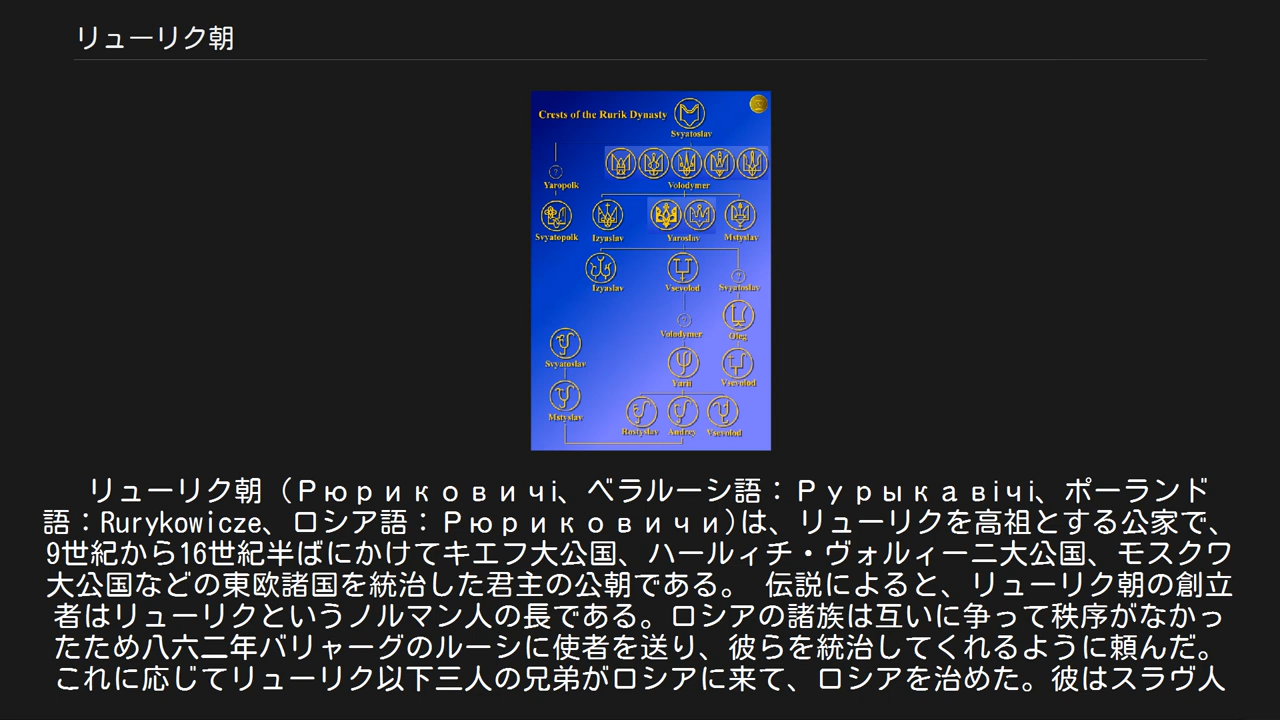 リューリク朝
Crests of the Rurik Dynasty
Svyatoslav
Yaropolk
Volodymer
Svyatopolk
Izyaslav
Yaroslav
Mstyslav
Izyaslav
Vsevolod
Svyatoslav
Volodymer
Oleg
Svyatoslav
Yurii
Vsevolod
Mstyslav
Rostyslav
Andrey
Vsevolod
リューリク朝（Рюриковичі、ベラルーシ語：Рурыкавічі、ポーランド
語：Rurykowicze、ロシア語：Рюриковичи)は、リューリクを高祖とする公家で、
9世紀から16世紀半ばにかけてキエフ大公国、ハールィチ・ヴォルィーニ大公国、モスクワ
大公国などの東欧諸国を統治した君主の公朝である。 伝説によると、リューリク朝の創立
者はリューリクというノルマン人の長である。ロシアの諸族は互いに争って秩序がなかっ
たため八六二年バリャーグのルーシに使者を送り、彼らを統治してくれるように頼んだ。
これに応じてリューリク以下三人の兄弟がロシアに来て、ロシアを治めた。彼はスラヴ人